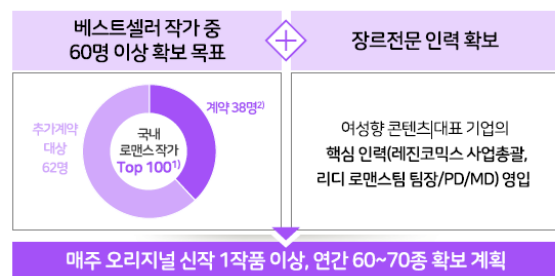 베스트셀러 작가 중
60명 이상 확보 목표
장르전문 인력 확보
계약 38명2)
추가계약
대상
62명
국내
로맨스 작가
Top 1001)
여성향 콘텐츠|대표 기업의
핵심 인력(레진코믹스 사업총괄,
리디 로맨스팀 팀장/PD/MD) 영입
매주 오리지널 신작 1작품 이상, 연간 60~70종 확보 계획